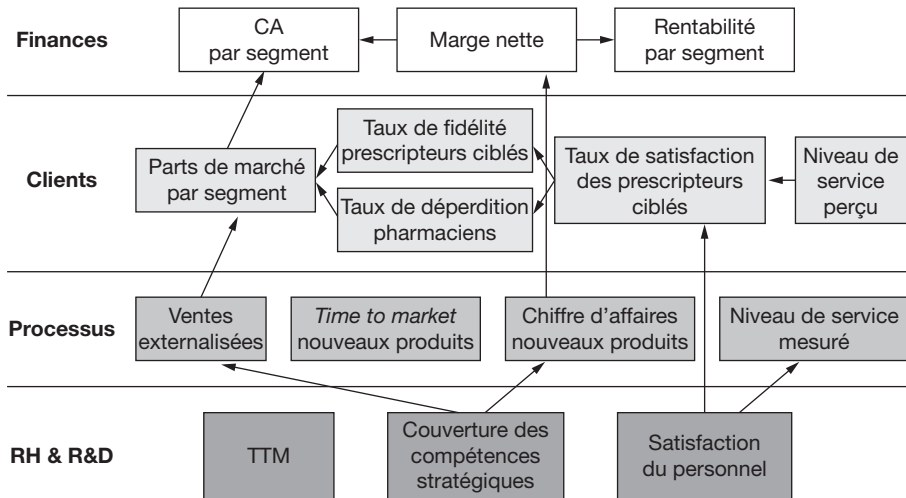 Finances
CA
par segment
Marge nette
Rentabilité
par segment
Clients
Parts de marché
par segment
Taux de fidélité
prescripteurs ciblés
Taux de déperdition
pharmaciens
Taux de satisfaction
des prescripteurs
ciblés
Niveau de
service
perçu
Processus
Ventes
externalisées
Time to market
nouveaux produits
Chiffre d'affaires
nouveaux produits
Niveau de service
mesuré
RH & R&D
TTM
Couverture des
compétences
stratégiques
Satisfaction
du personnel